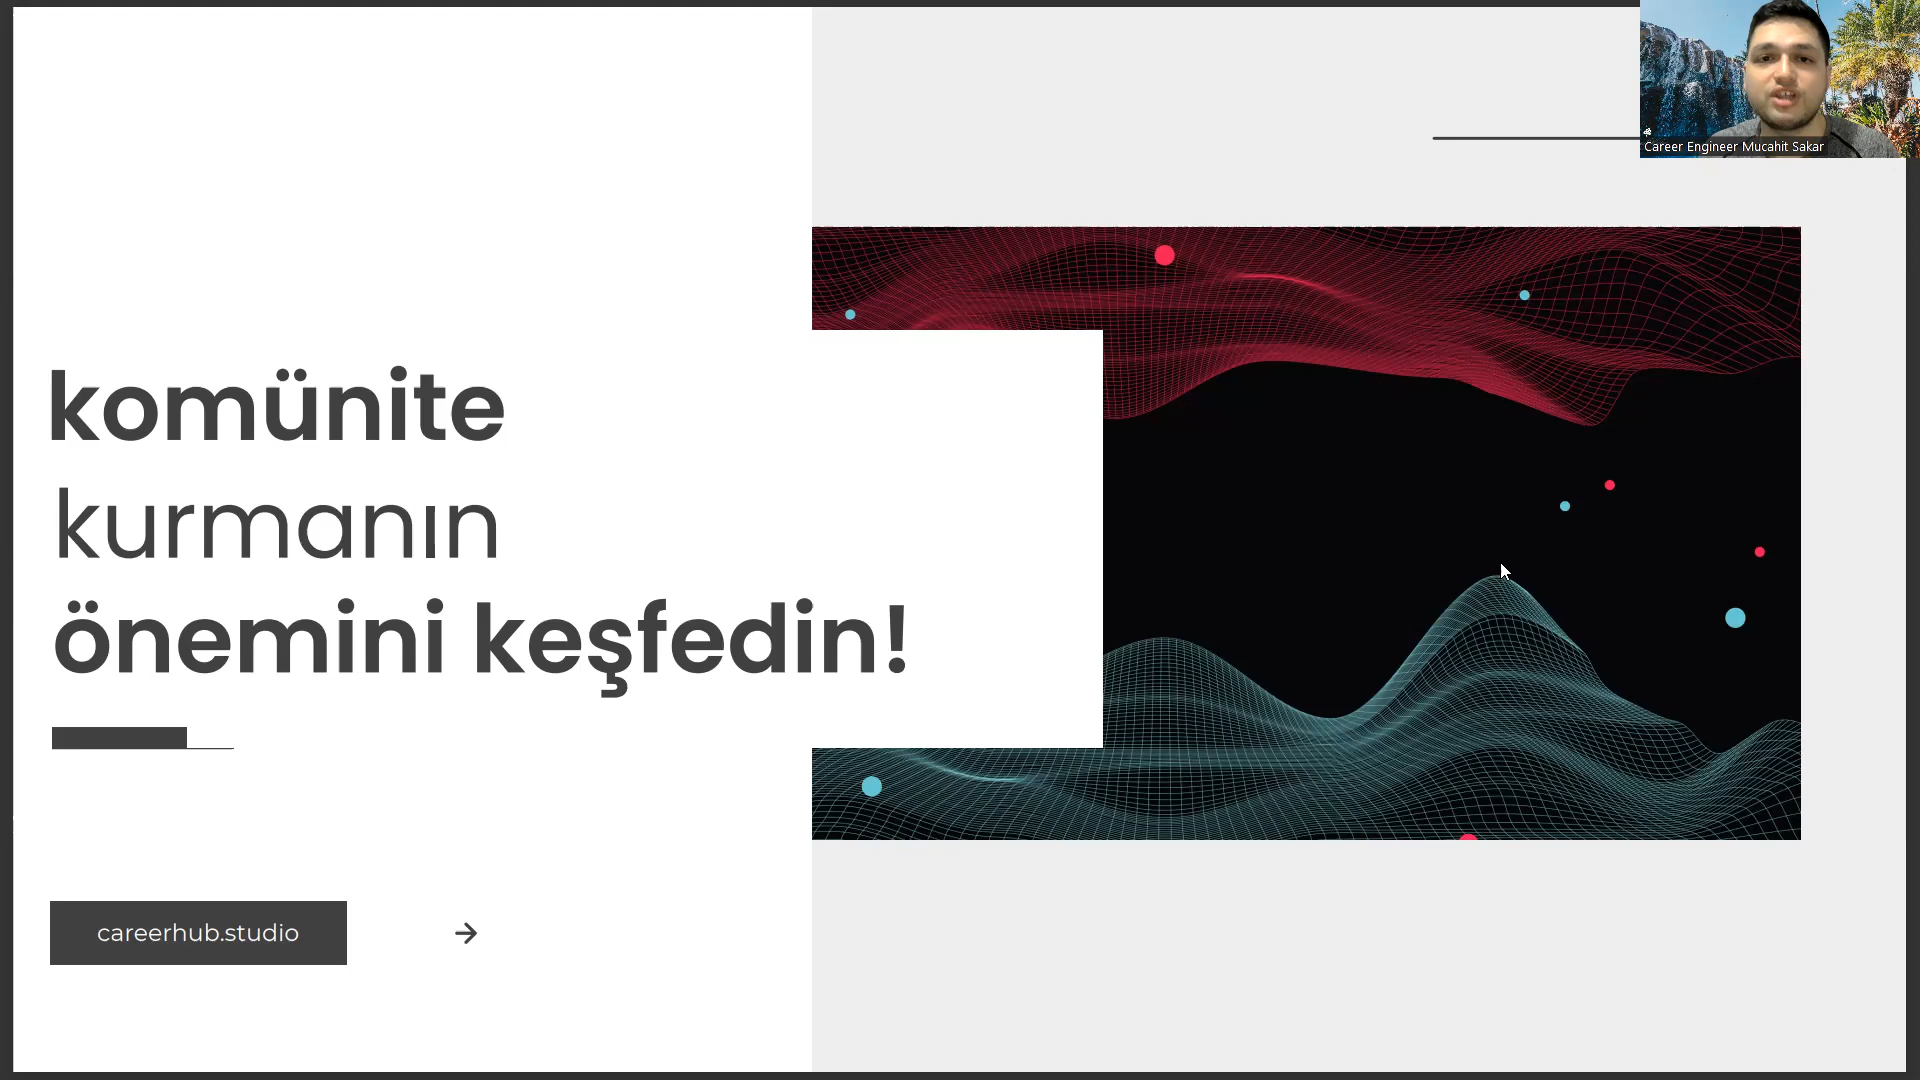 Career Engineer Mucahit Sakar
komünite
kurmanın
önemini keşfedin!
careerhub.studio